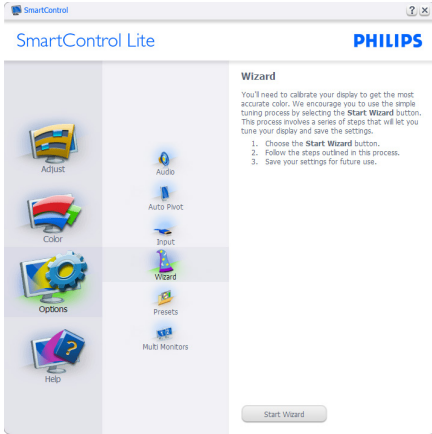 SmartControl
SmartControl Lite
PHILIPS
Adjust
Color
Options
Help
Audio
Auto Pivot
Input
Wizard
Presets
Multi Monitors
Wizard
You'll need to calibrate your display to get the most
accurate color. We encourage you to use the simple
tuning process by selecting the Start Wizard button.
This process involves a series of steps that will let you
tune your display and save the settings.
1. Choose the Start Wizard button.
2. Follow the steps outlined in this process.
3. Save your settings for future use.
Start Wizard